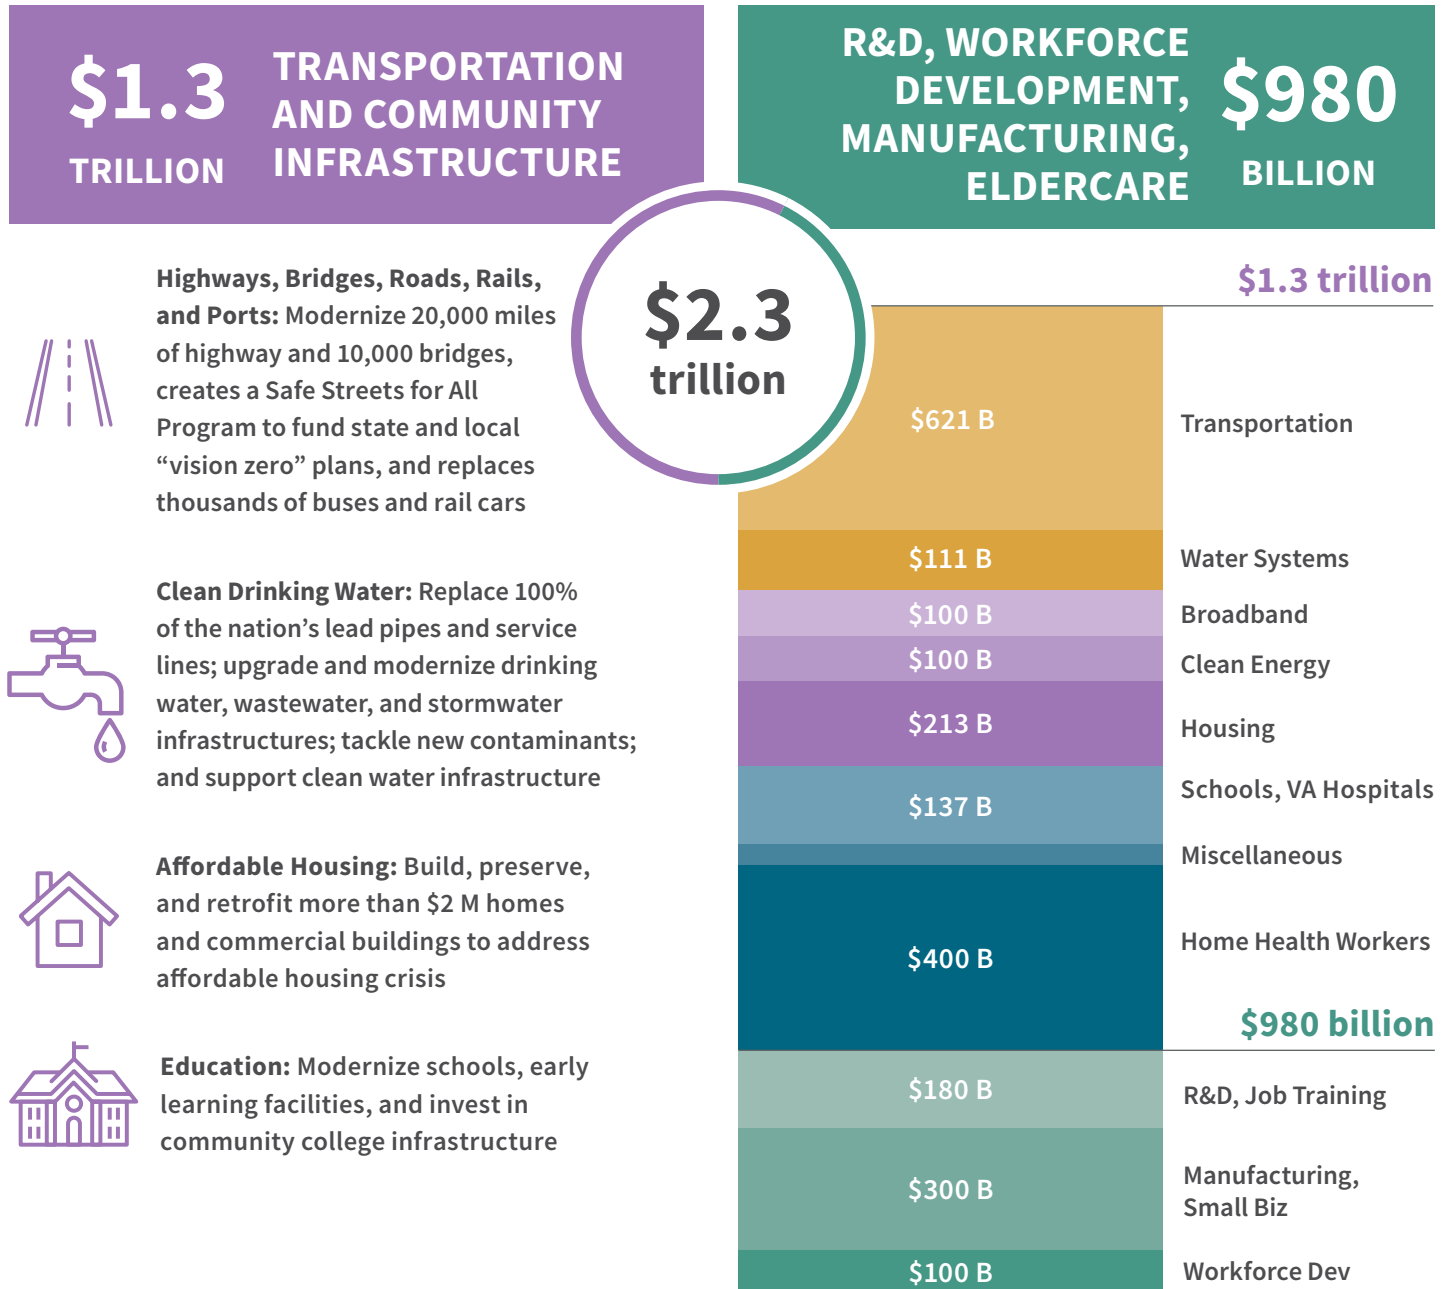 $1.3
TRILLION
TRANSPORTATION
AND COMMUNITY
INFRASTRUCTURE
R&D, WORKFORCE
DEVELOPMENT,
MANUFACTURING,
ELDERCARE
$980
BILLION
$2.3
trillion
Highways, Bridges, Roads, Rails,
and Ports: Modernize 20,000 miles
of highway and 10,000 bridges,
creates a Safe Streets for All
Program to fund state and local
“vision zero” plans, and replaces
thousands of buses and rail cars
Clean Drinking Water: Replace 100%
of the nation’s lead pipes and service
lines; upgrade and modernize drinking
water, wastewater, and stormwater
infrastructures; tackle new contaminants;
and support clean water infrastructure
Affordable Housing: Build, preserve,
and retrofit more than $2 M homes
and commercial buildings to address
affordable housing crisis
Education: Modernize schools, early
learning facilities, and invest in
community college infrastructure
$1.3 trillion
$621 B Transportation
$111 B Water Systems
$100 B Broadband
$100 B Clean Energy
$213 B Housing
$137 B Schools, VA Hospitals
Miscellaneous
$400 B Home Health Workers
$980 billion
$180 B R&D, Job Training
$300 B Manufacturing,
Small Biz
$100 B Workforce Dev